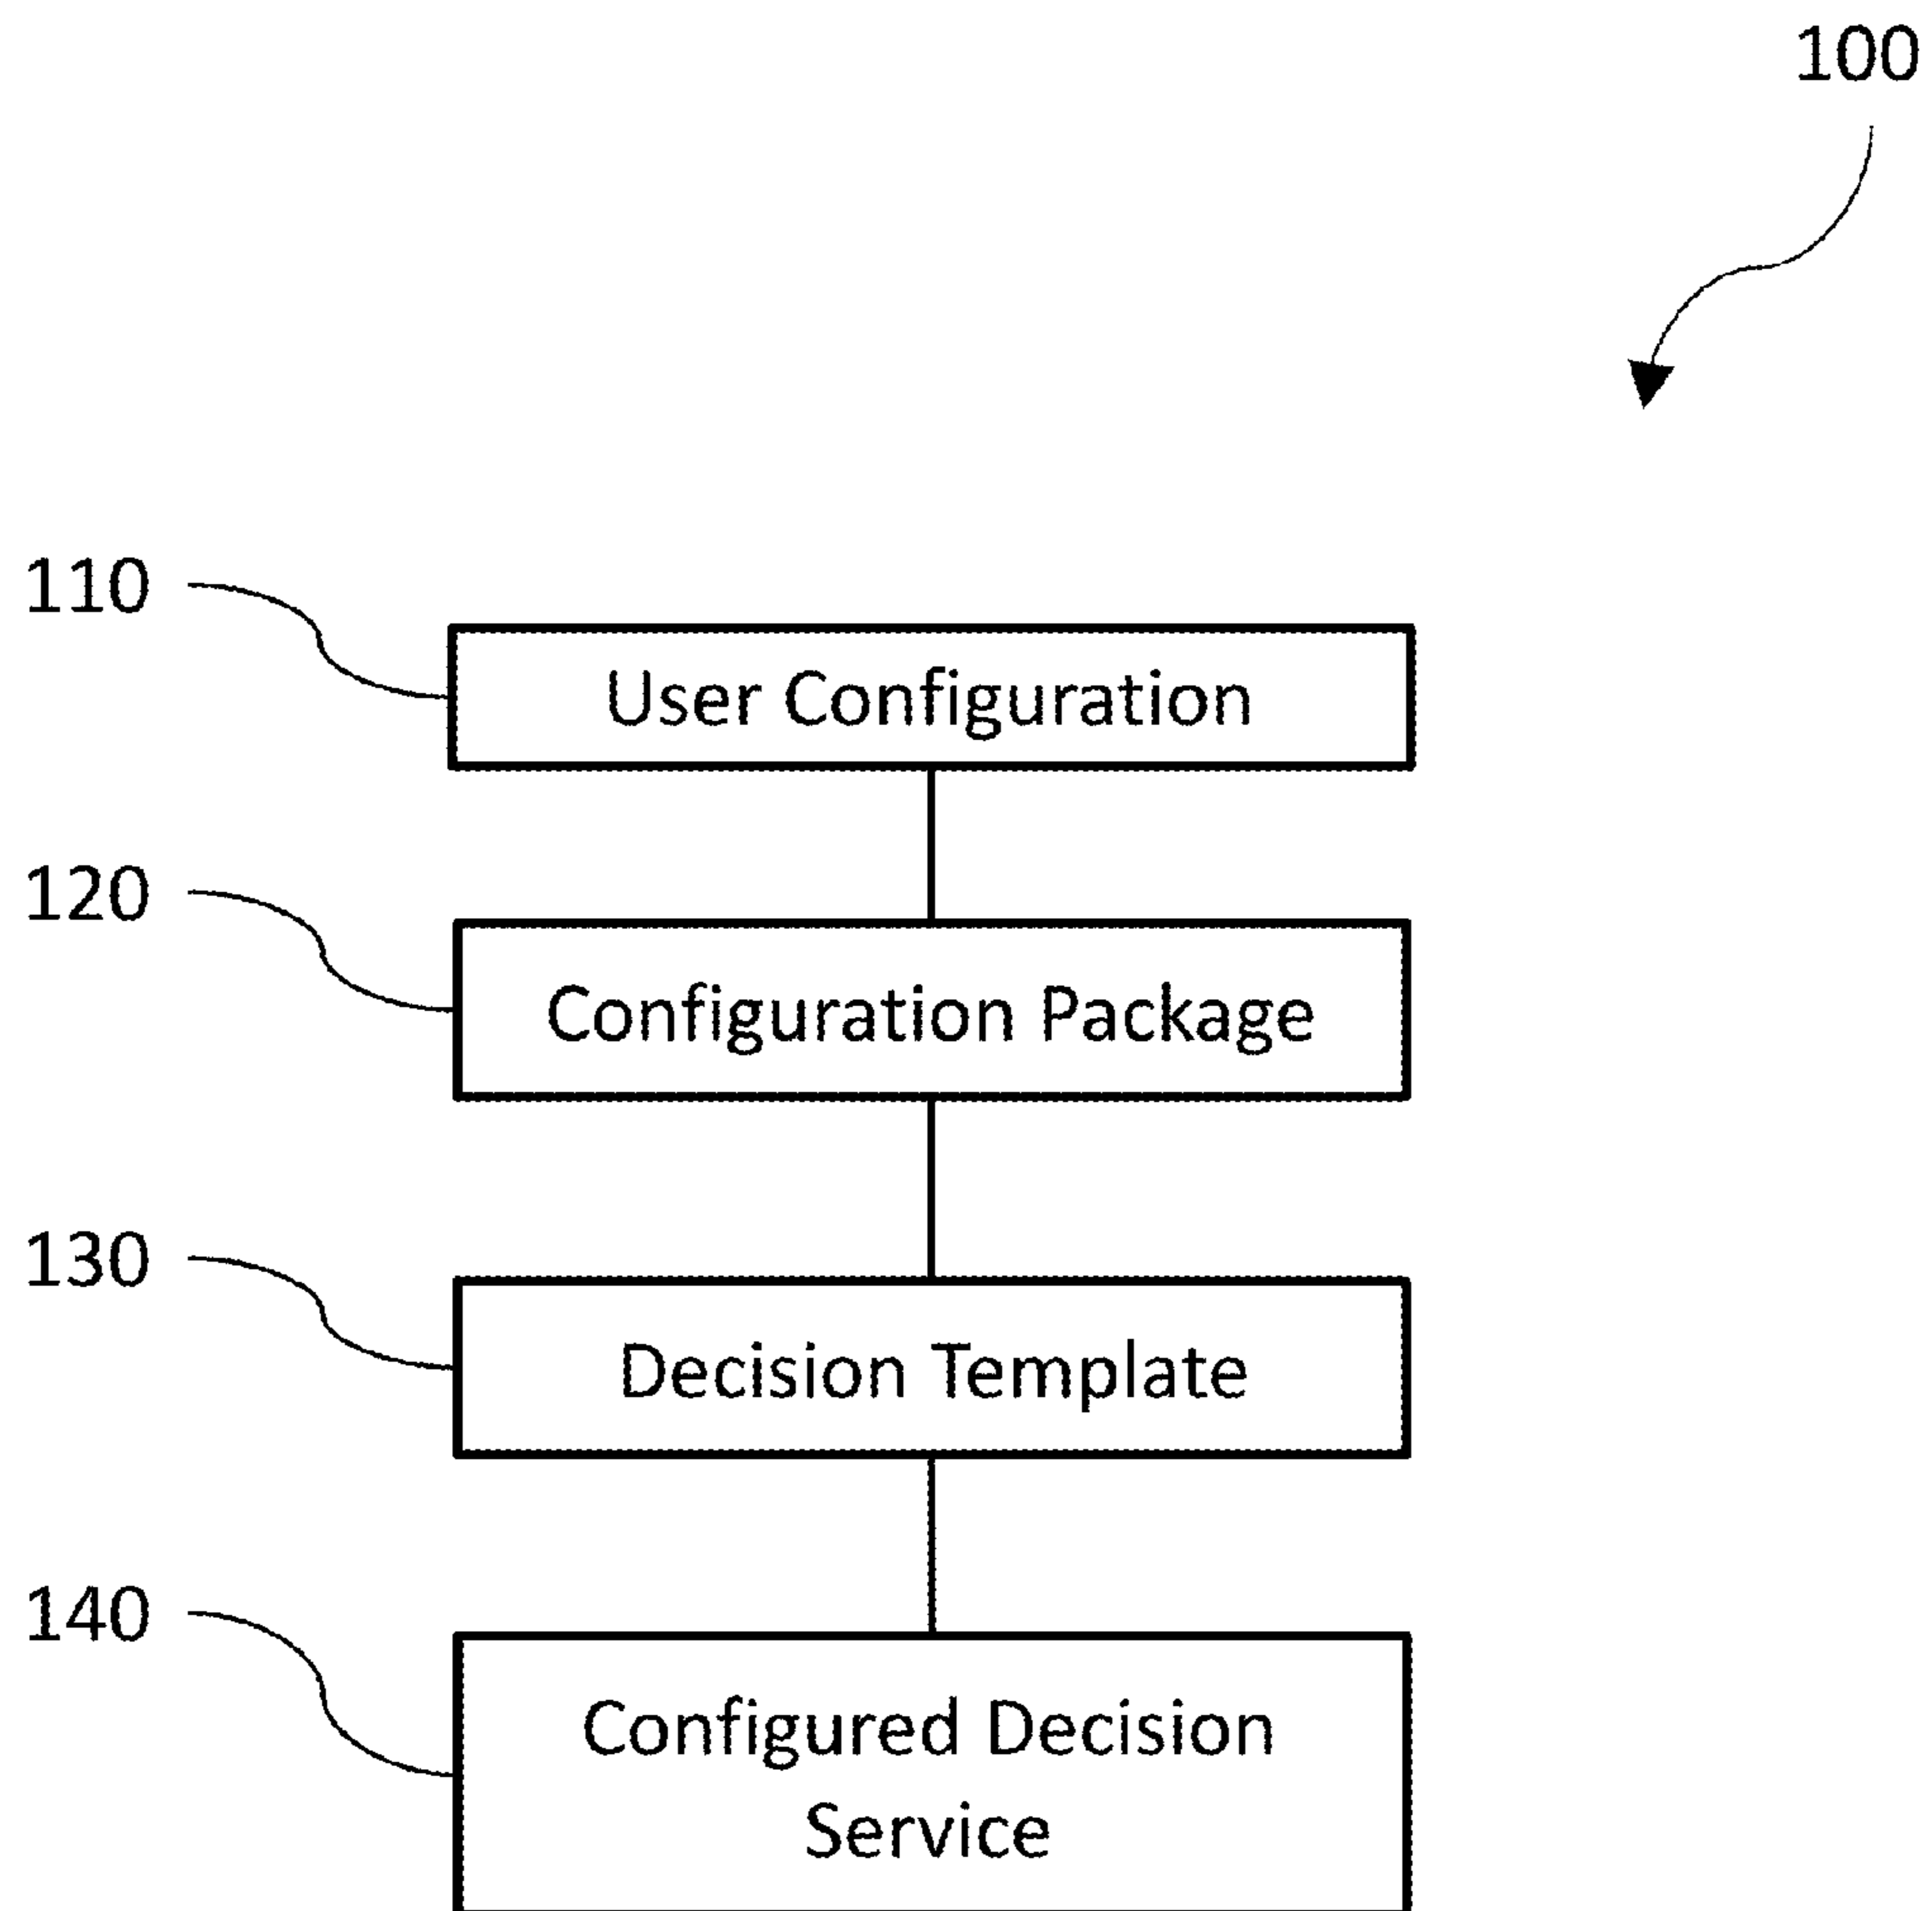 100
110
User Configuration
120
Configuration Package
130
Decision Template
140
Configured Decision
Service